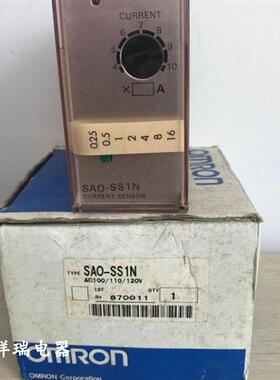 CURRENT
4 5 6 7 8 9 10
× A
0.25 0.5 1 2 4 8 16
SAO-SS1N
CURRENT SENSOR
OMRON
TYPE SAO-SS1N
AC100/110/120V
LOT No 870011 QTY 1
祥瑞电器
OMRON
OMRON Corporation